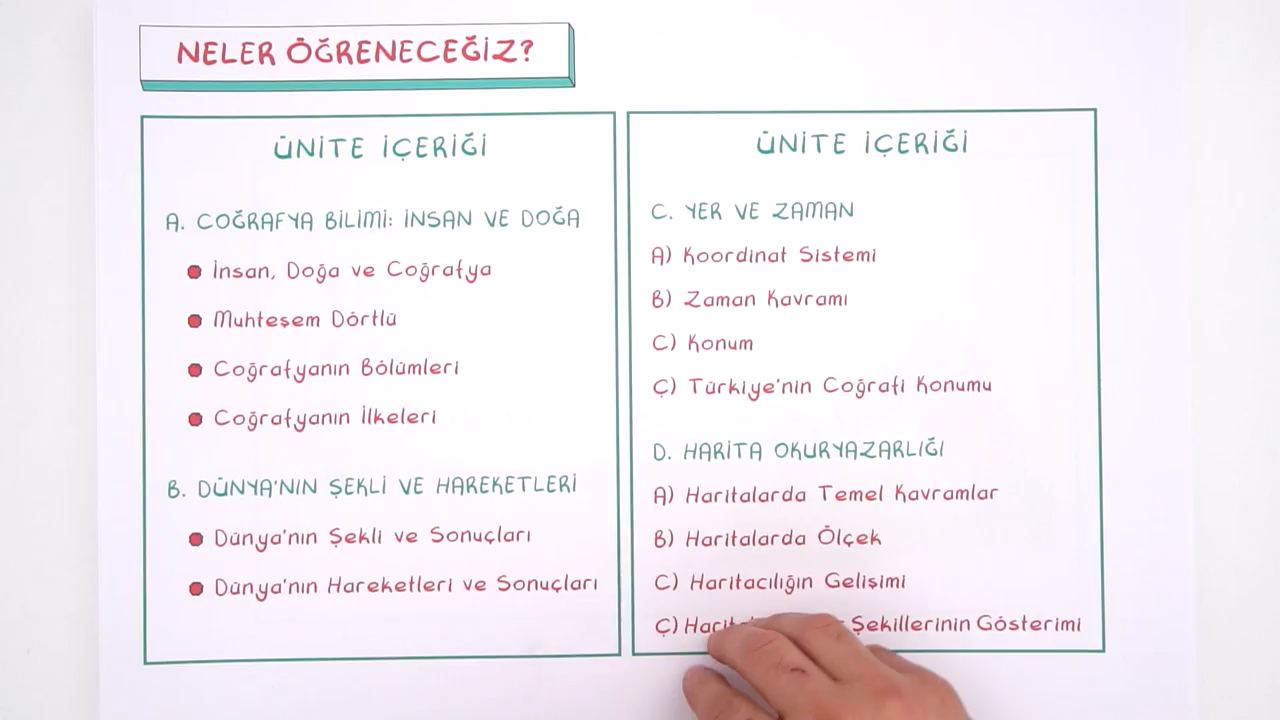 NELER ÖĞRENECEĞİZ?
ÜNİTE İÇERİĞİ
A. COĞRAFYA BİLİMİ: İNSAN VE DOĞA
İnsan, Doğa ve Coğrafya
Muhteşem Dörtlü
Coğrafyanın Bölümleri
Coğrafyanın İlkeleri
B. DÜNYA'NIN ŞEKLİ VE HAREKETLERİ
Dünya'nın Şekli ve Sonuçları
Dünya'nın Hareketleri ve Sonuçları
ÜNİTE İÇERİĞİ
C. YER VE ZAMAN
A) Koordinat Sistemi
B) Zaman Kavramı
C) Konum
Ç) Türkiye'nin Coğrafi Konumu
D. HARİTA OKURYAZARLIĞI
A) Haritalarda Temel Kavramlar
B) Haritalarda Ölçek
C) Haritacılığın Gelişimi
Ç) Şekillerinin Gösterimi